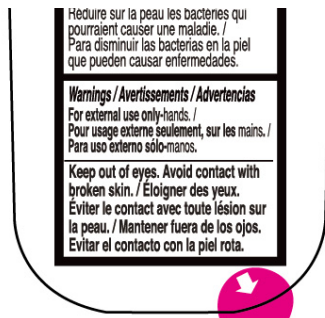 Réduire sur la peau les bactéries qui
pourraient causer une maladie. /
Para disminuir las bacterias en la piel
que pueden causar enfermedades.
Warnings / Avertissements / Advertencias
For external use only-hands. /
Pour usage externe seulement, sur les mains. /
Para uso externo sólo-manos.
Keep out of eyes. Avoid contact with
broken skin. / Éloigner des yeux.
Éviter le contact avec toute lésion sur
la peau. / Mantener fuera de los ojos.
Evitar el contacto con la piel rota.